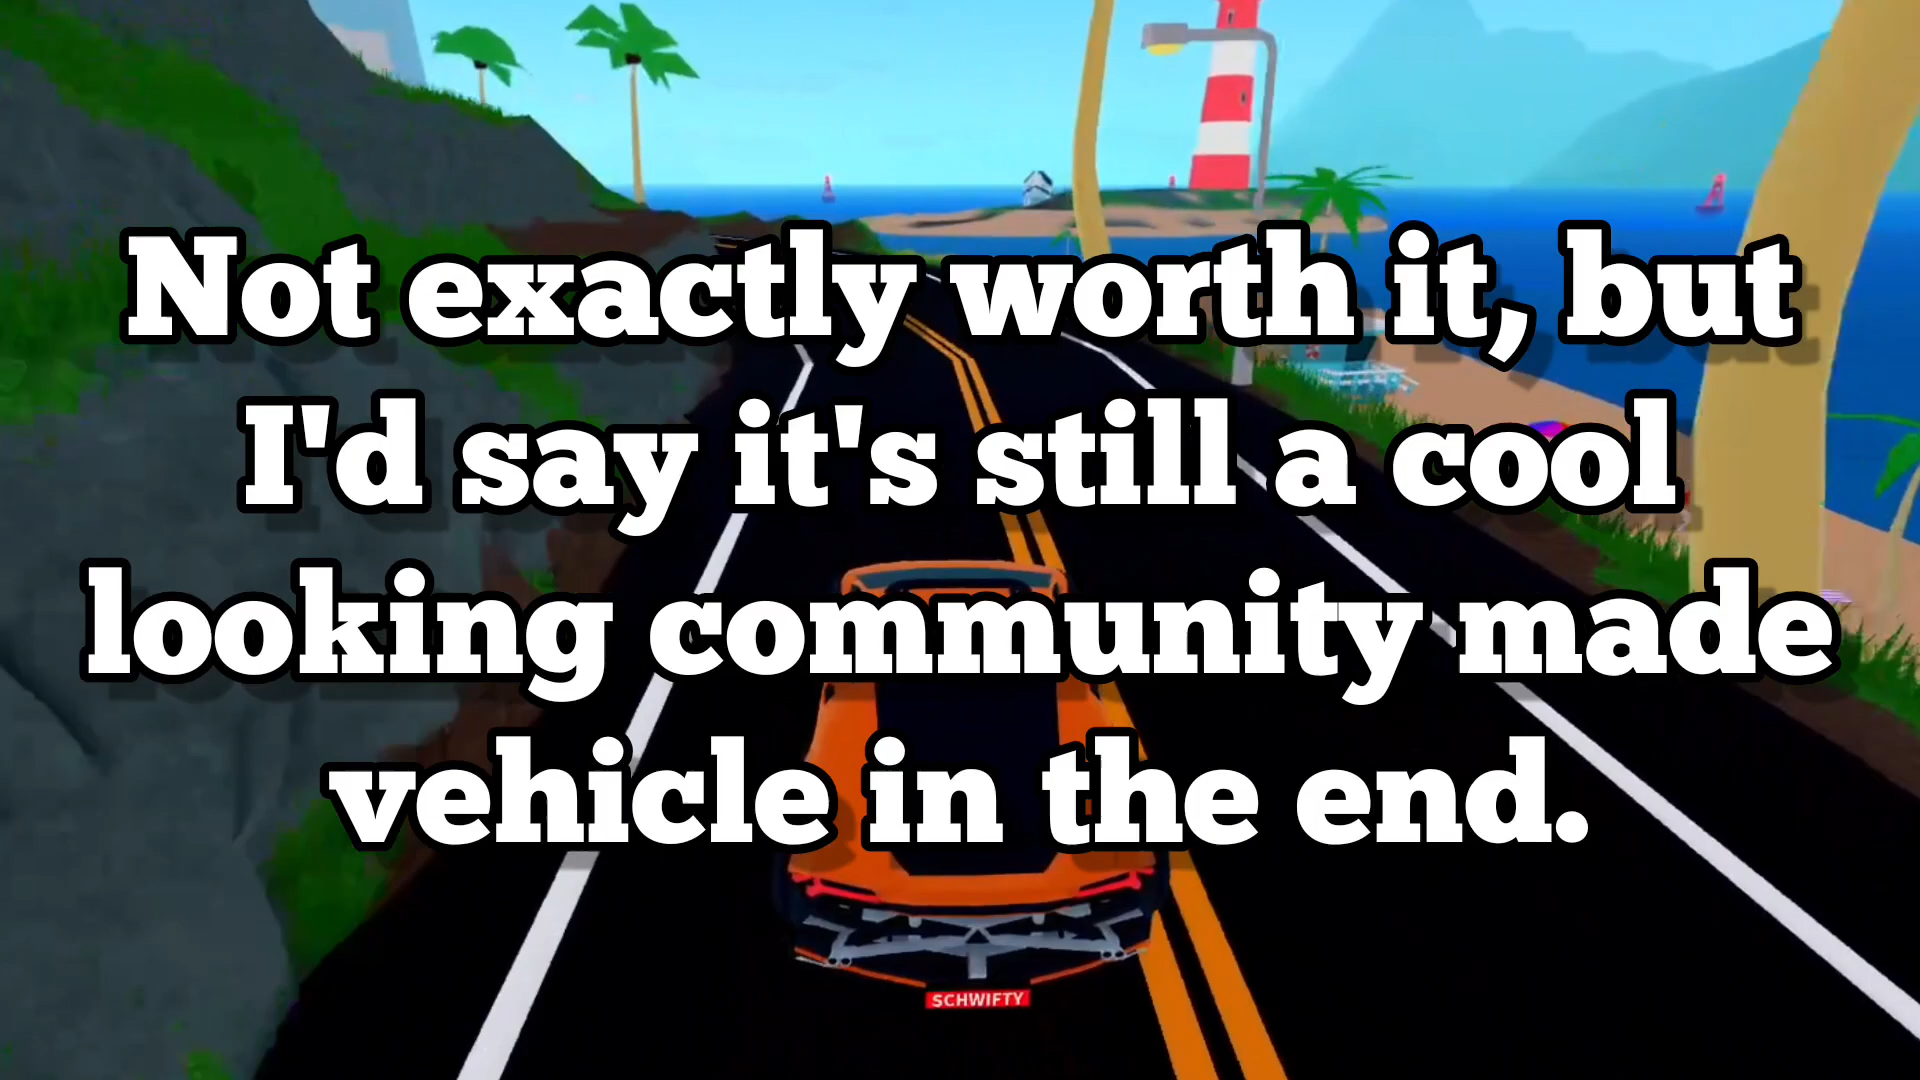 Not exactly worth it, but
I'd say it's still a cool
looking community made
vehicle in the end.
SCHWIFTY